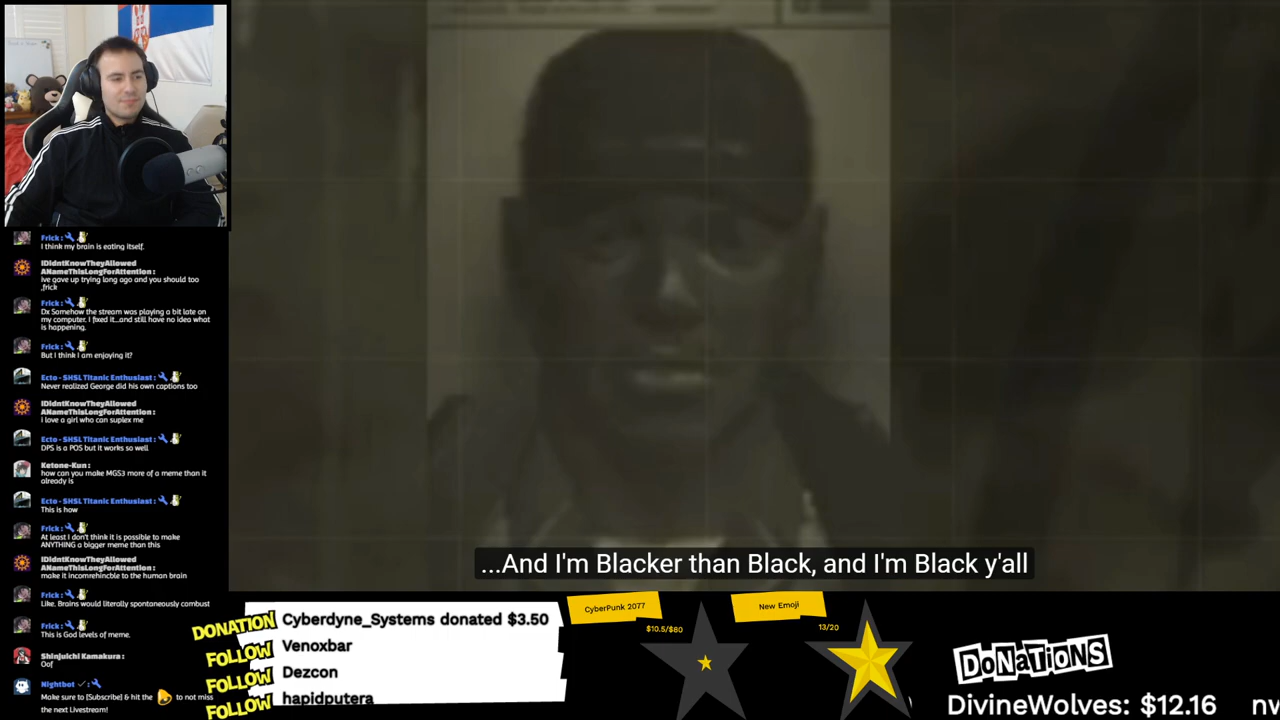 Frick :
I think my brain is eating itself.
IDidntKnowTheyAllowed
ANameThisLongForAttention :
ive gave up trying long ago and you should too
,frick
Frick :
Dx Somehow the stream was playing a bit late on
my computer. I fixed it...and still have no idea what
is happening.
Frick :
But I think I am enjoying it?
Ecto - SHSL Titanic Enthusiast :
Never realized George did his own captions too
IDidntKnowTheyAllowed
ANameThisLongForAttention :
i love a girl who can suplex me
Ecto - SHSL Titanic Enthusiast :
DPS is a POS but it works so well
Ketone-Kun :
how can you make MGS3 more of a meme than it
already is
Ecto - SHSL Titanic Enthusiast :
This is how
Frick :
At least I don't think it is possible to make
ANYTHING a bigger meme than this
IDidntKnowTheyAllowed
ANameThisLongForAttention :
make it incomrehincble to the human brain
Frick :
Like. Brains would literally spontaneously combust
Frick :
This is God levels of meme.
Shinjuichi Kamakura :
Oof
Nightbot ✓ :
Make sure to [Subscribe] & hit the to not miss
the next Livestream!
...And I'm Blacker than Black, and I'm Black y'all
DONATION Cyberdyne_Systems donated $3.50
FOLLOW Venoxbar
FOLLOW Dezcon
FOLLOW hapidputera
CyberPunk 2077
$10.5/$80
New Emoji
13/20
DONATIONS
DivineWolves: $12.16 nv